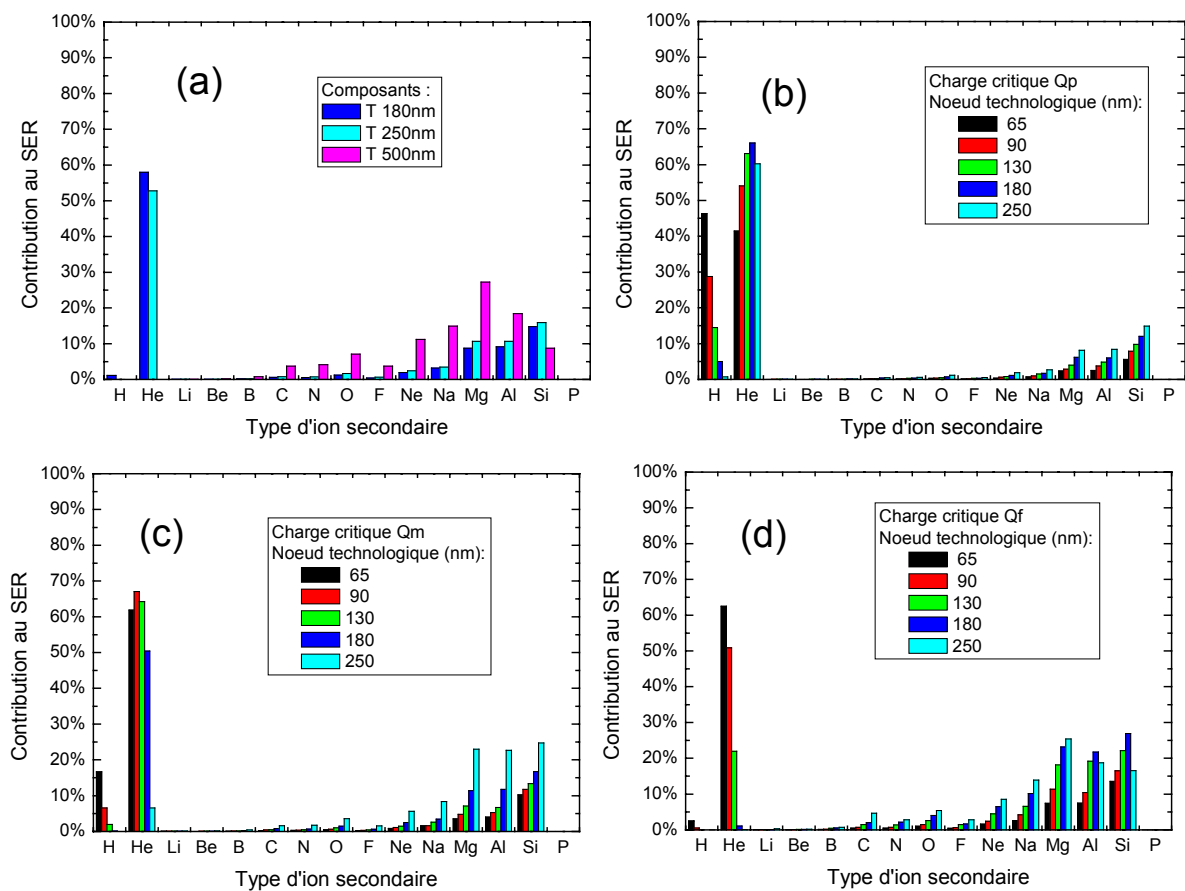 100%
90%
80%
70%
60%
50%
40%
30%
20%
10%
0%
Contribution au SER
(a)
Composants :
T 180nm
T 250nm
T 500nm
H He Li Be B C N O F Ne Na Mg Al Si P
Type d'ion secondaire
100%
90%
80%
70%
60%
50%
40%
30%
20%
10%
0%
Contribution au SER
(b)
Charge critique Qp
Noeud technologique (nm):
65
90
130
180
250
H He Li Be B C N O F Ne Na Mg Al Si P
Type d'ion secondaire
100%
90%
80%
70%
60%
50%
40%
30%
20%
10%
0%
Contribution au SER
(c)
Charge critique Qm
Noeud technologique (nm):
65
90
130
180
250
H He Li Be B C N O F Ne Na Mg Al Si P
Type d'ion secondaire
100%
90%
80%
70%
60%
50%
40%
30%
20%
10%
0%
Contribution au SER
(d)
Charge critique Qf
Noeud technologique (nm):
65
90
130
180
250
H He Li Be B C N O F Ne Na Mg Al Si P
Type d'ion secondaire